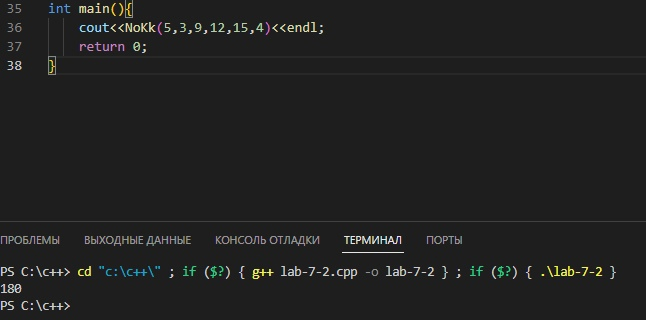 35 int main(){
36 cout<<NoKk(5,3,9,12,15,4)<<endl;
37 return 0;
38 }
ПРОБЛЕМЫ ВЫХОДНЫЕ ДАННЫЕ КОНСОЛЬ ОТЛАДКИ ТЕРМИНАЛ ПОРТЫ
PS C:\c++> cd "c:\c++\" ; if ($?) { g++ lab-7-2.cpp -o lab-7-2 } ; if ($?) { .\lab-7-2 }
180
PS C:\c++>